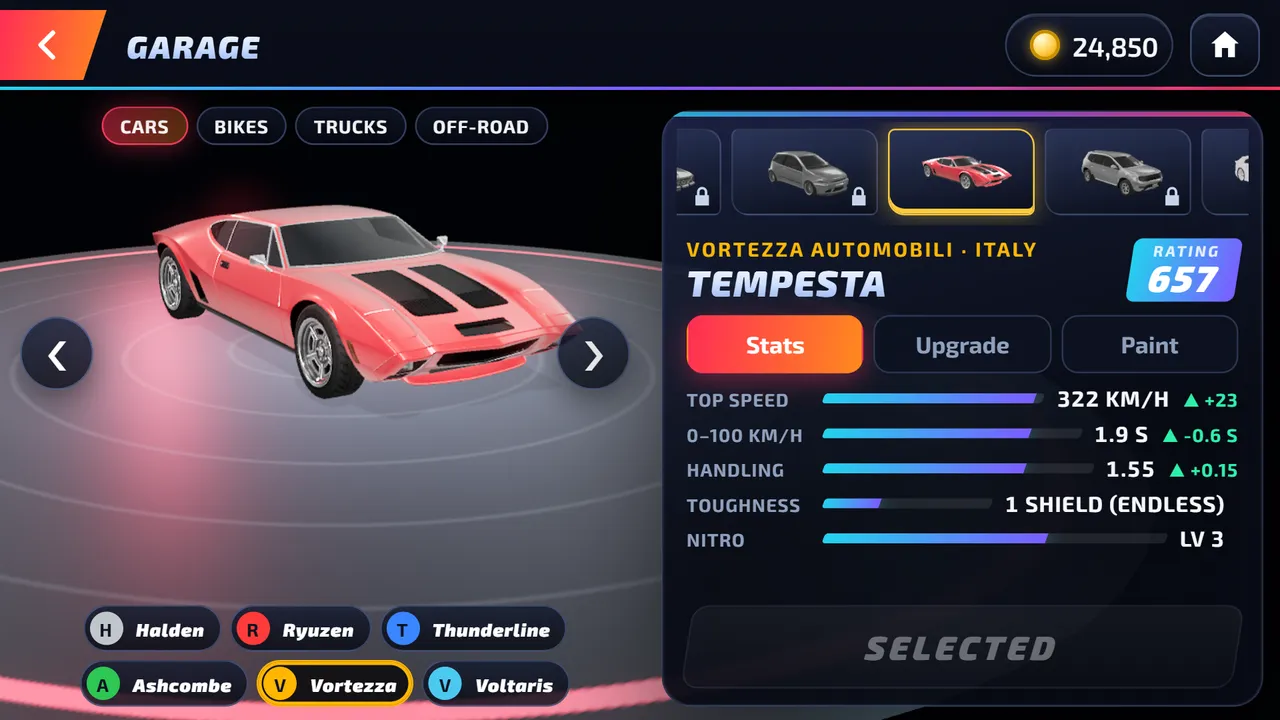 GARAGE
24,850
CARS
BIKES
TRUCKS
OFF-ROAD
VORTEZZA AUTOMOBILI · ITALY
TEMPESTA
RATING
657
Stats
Upgrade
Paint
TOP SPEED 322 KM/H ▲ +23
0–100 KM/H 1.9 S ▲ -0.6 S
HANDLING 1.55 ▲ +0.15
TOUGHNESS 1 SHIELD (ENDLESS)
NITRO LV 3
H Halden
R Ryuzen
T Thunderline
A Ashcombe
V Vortezza
V Voltaris
SELECTED